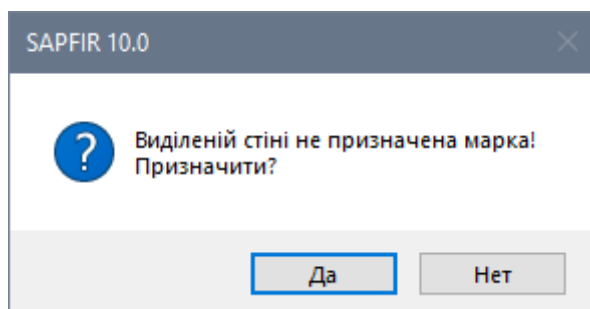 SAPFIR 10.0
Виділеній стіні не призначена марка!
Призначити?
Да
Нет